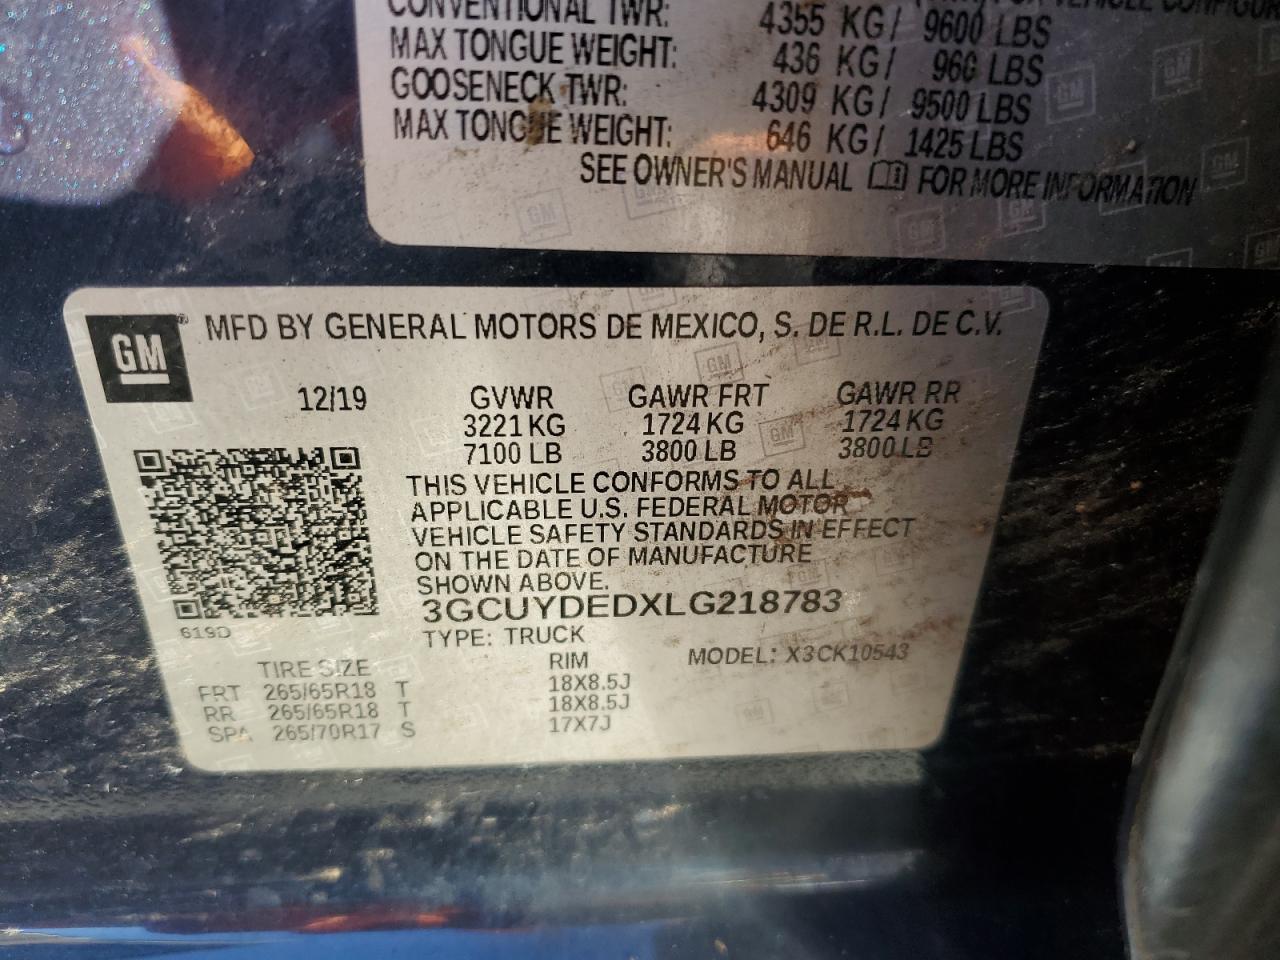 CONVENTIONAL TWR: 4355 KG/ 9600 LBS
MAX TONGUE WEIGHT: 436 KG/ 960 LBS
GOOSENECK TWR: 4309 KG/ 9500 LBS
MAX TONGUE WEIGHT: 646 KG/ 1425 LBS
SEE OWNER'S MANUAL FOR MORE INFORMATION
GM® MFD BY GENERAL MOTORS DE MEXICO, S. DE R.L. DE C.V.
12/19 GVWR GAWR FRT GAWR RR
3221 KG 1724 KG 1724 KG
7100 LB 3800 LB 3800 LB
THIS VEHICLE CONFORMS TO ALL
APPLICABLE U.S. FEDERAL MOTOR
VEHICLE SAFETY STANDARDS IN EFFECT
ON THE DATE OF MANUFACTURE
SHOWN ABOVE.
3GCUYDEDXLG218783
619D TYPE: TRUCK
TIRE SIZE RIM MODEL: X3CK10543
FRT 265/65R18 T 18X8.5J
RR 265/65R18 T 18X8.5J
SPA 265/70R17 S 17X7J